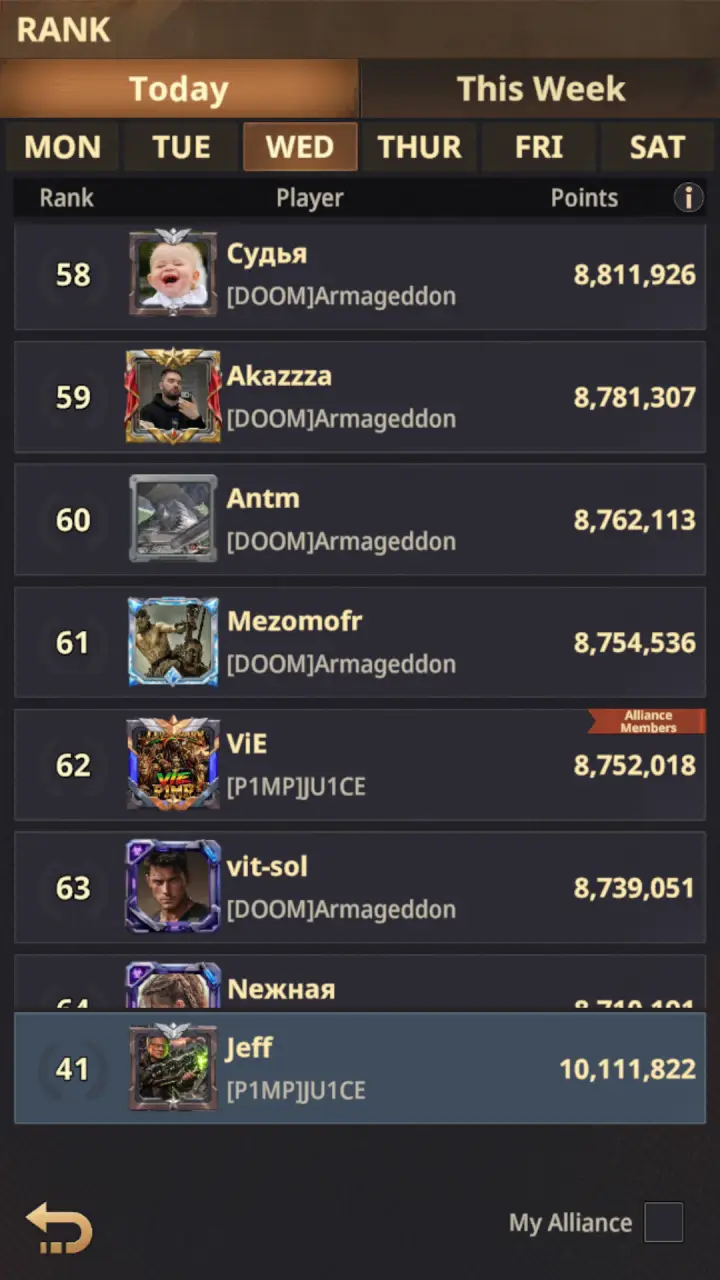 RANK
Today
This Week
MON TUE WED THUR FRI SAT
Rank Player Points i
58 Судья 8,811,926
[DOOM]Armageddon
59 Akazzza 8,781,307
[DOOM]Armageddon
60 Antm 8,762,113
[DOOM]Armageddon
61 Mezomofr 8,754,536
[DOOM]Armageddon
Alliance
Members
62 ViE 8,752,018
[P1MP]JU1CE
63 vit-sol 8,739,051
[DOOM]Armageddon
Neжная
41 Jeff 10,111,822
[P1MP]JU1CE
My Alliance